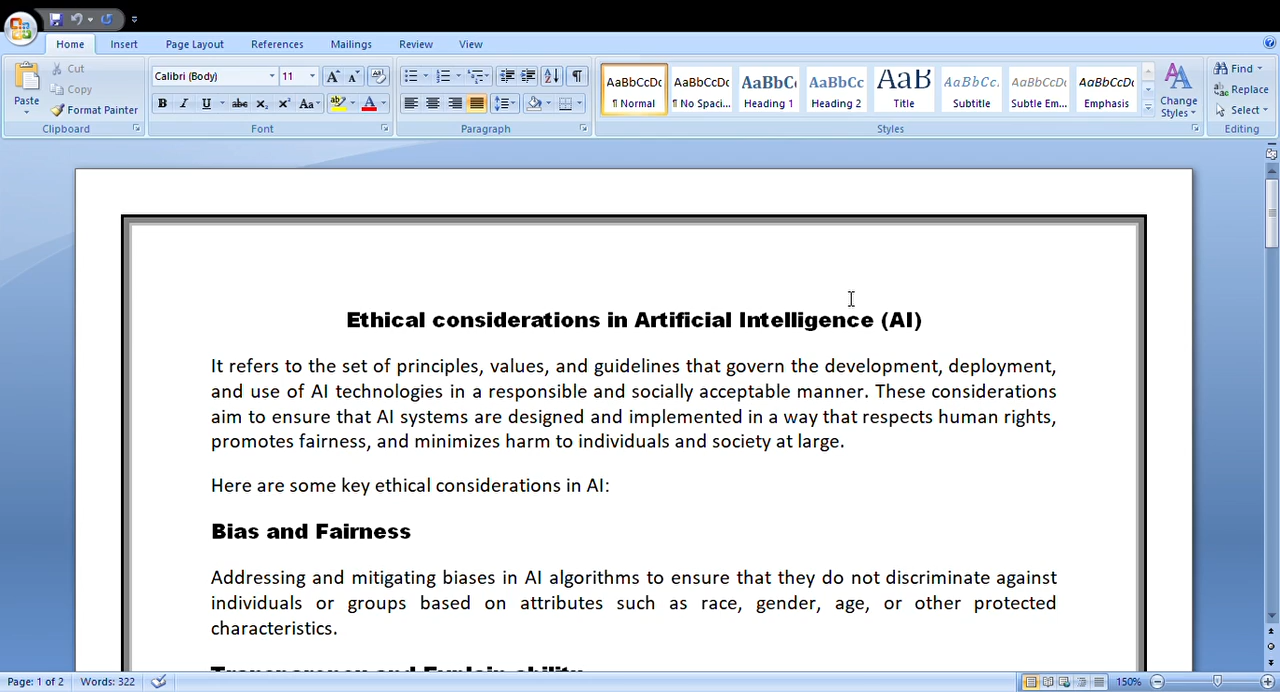 Home Insert Page Layout References Mailings Review View
Cut Calibri (Body) 11 AaBbCcDc AaBbCcDc AaBbC AaBbCc AaB AaBbCc. AaBbCcDc AaBbCcDc Find
Copy Replace
Paste Format Painter ¶ Normal ¶ No Spaci... Heading 1 Heading 2 Title Subtitle Subtle Em... Emphasis Change Styles Select
Clipboard Font Paragraph Styles Editing
Ethical considerations in Artificial Intelligence (AI)
It refers to the set of principles, values, and guidelines that govern the development, deployment,
and use of AI technologies in a responsible and socially acceptable manner. These considerations
aim to ensure that AI systems are designed and implemented in a way that respects human rights,
promotes fairness, and minimizes harm to individuals and society at large.
Here are some key ethical considerations in AI:
Bias and Fairness
Addressing and mitigating biases in AI algorithms to ensure that they do not discriminate against
individuals or groups based on attributes such as race, gender, age, or other protected
characteristics.
Transparency and Explain ability
Page: 1 of 2 Words: 322 150%